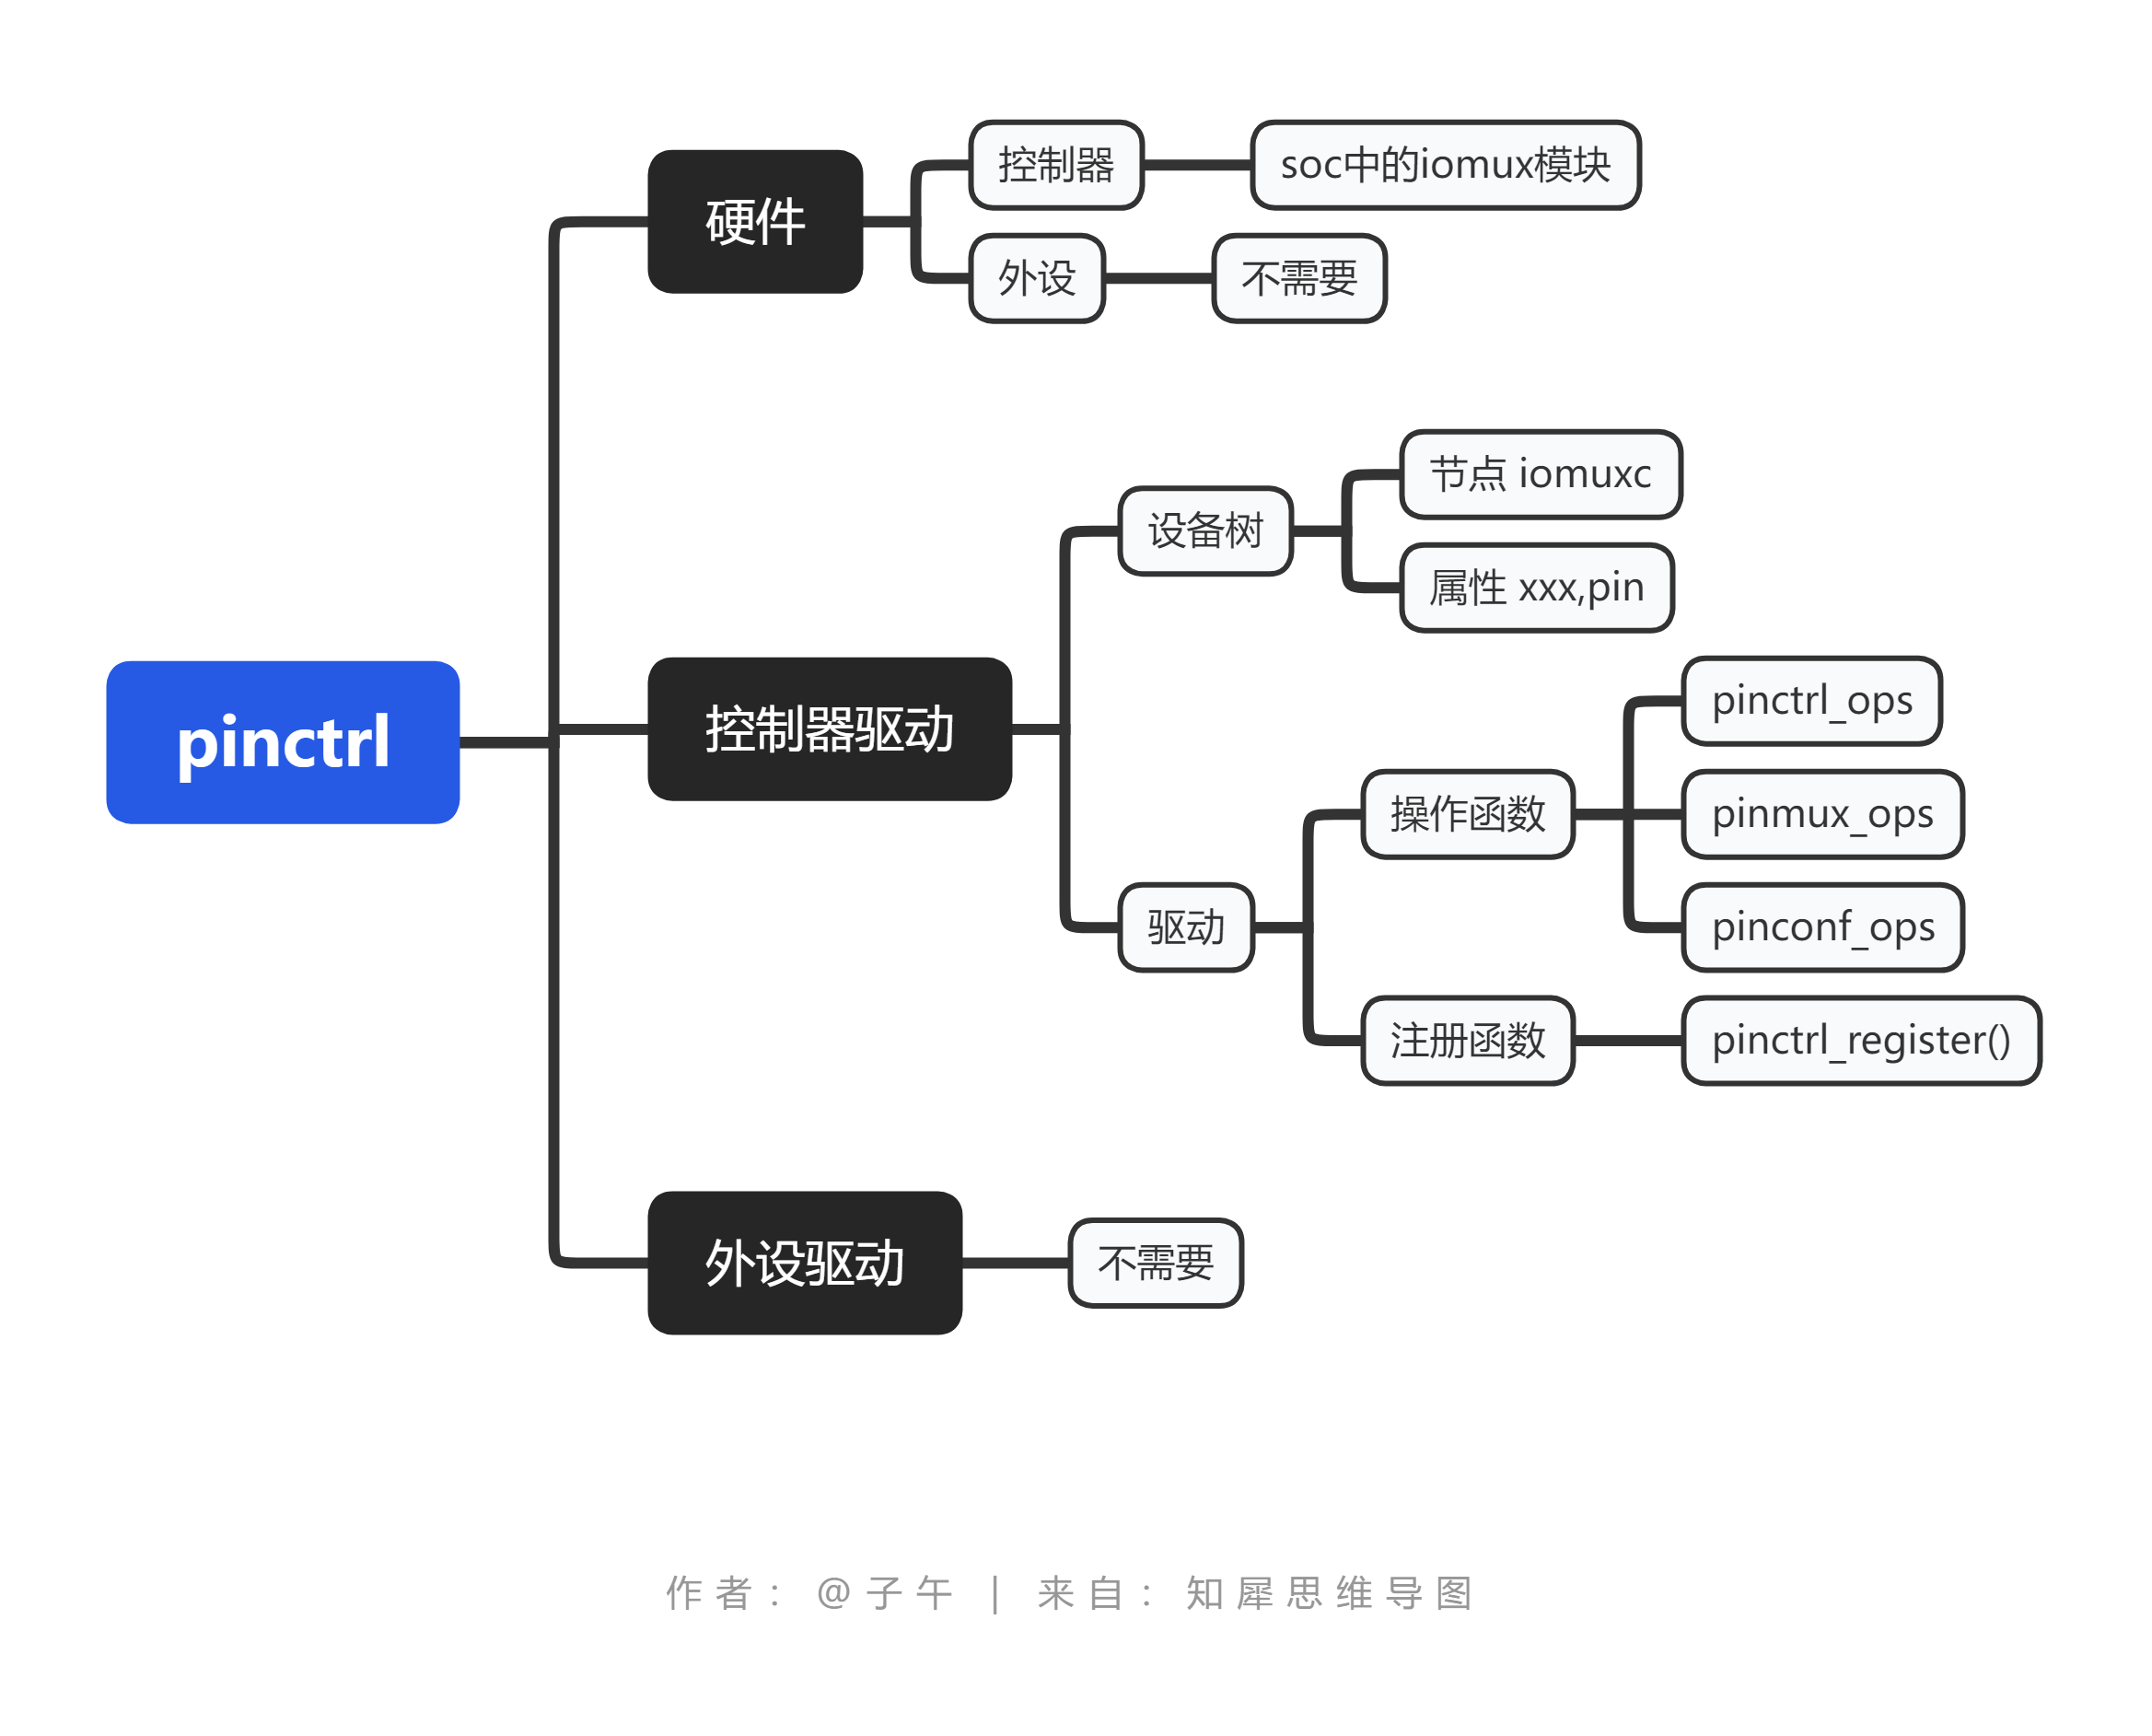 pinctrl
硬件
控制器
soc中的iomux模块
外设
不需要
控制器驱动
设备树
节点 iomuxc
属性 xxx,pin
驱动
操作函数
pinctrl_ops
pinmux_ops
pinconf_ops
注册函数
pinctrl_register()
外设驱动
不需要
作者：@子午 | 来自：知犀思维导图